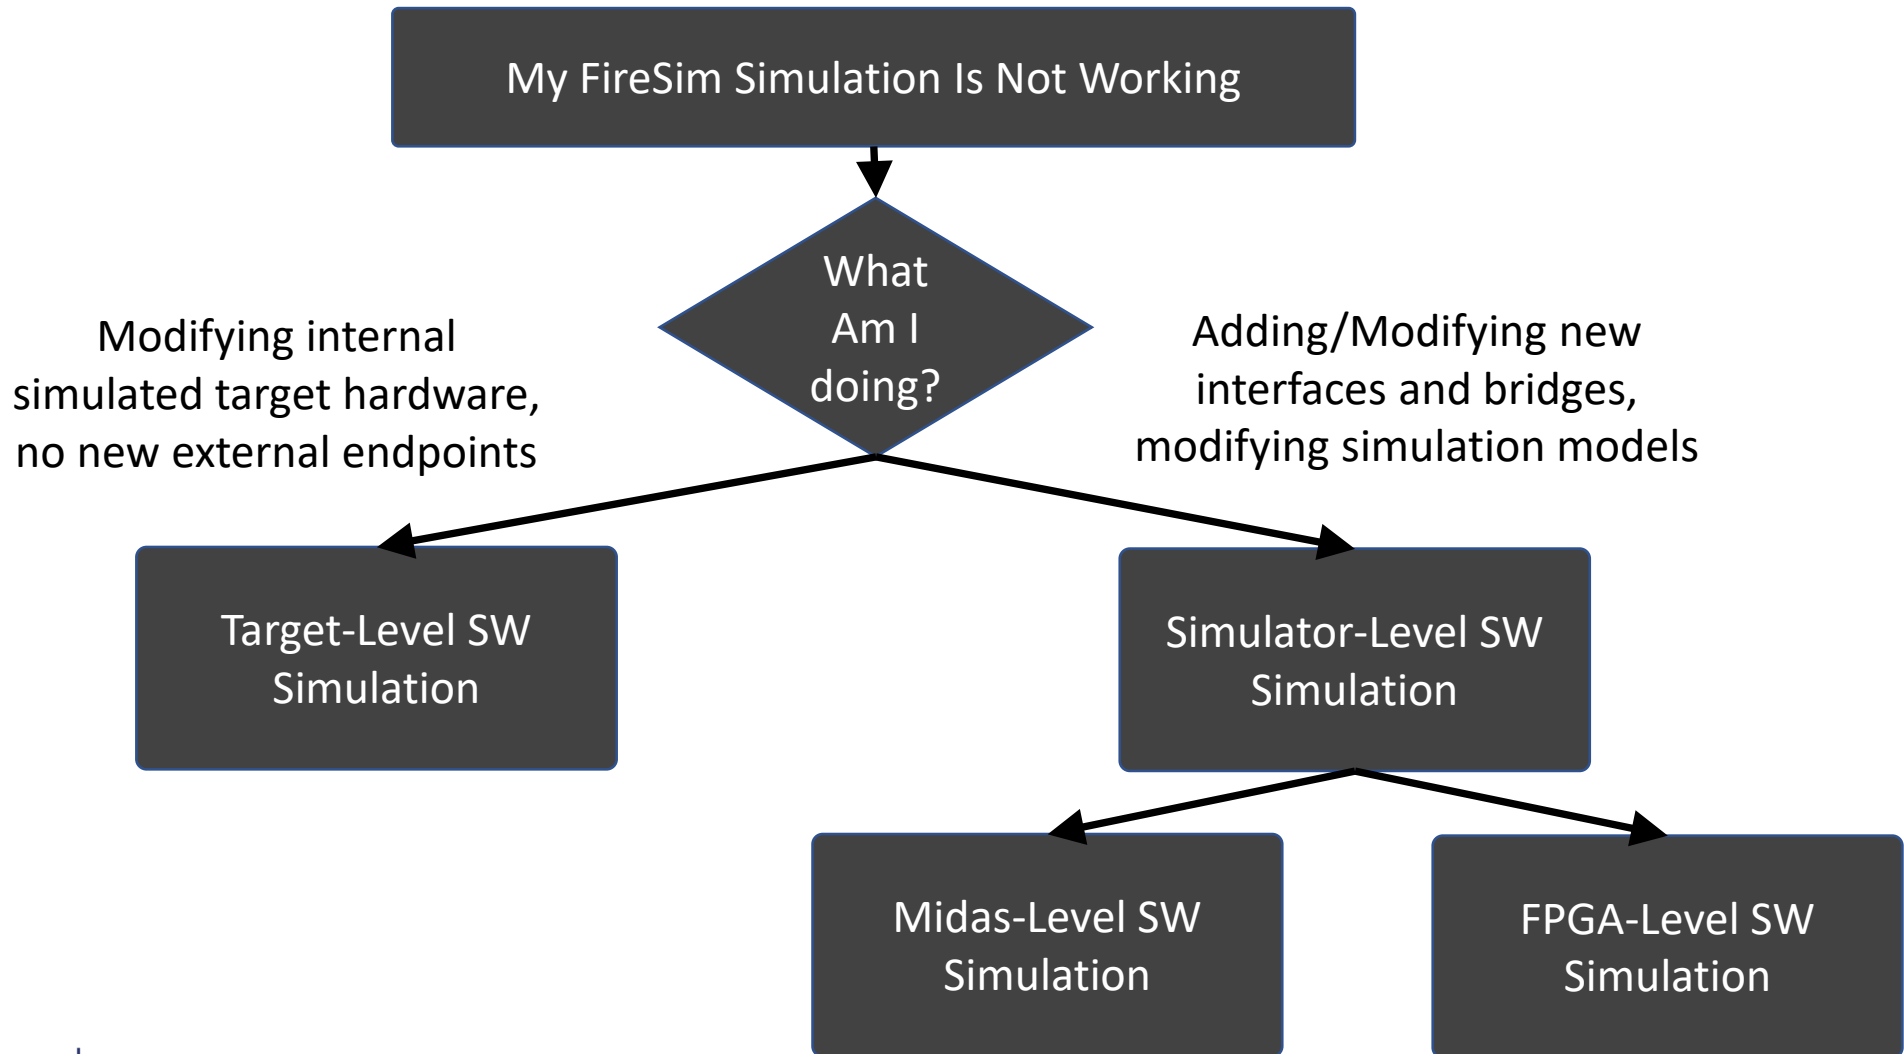 My FireSim Simulation Is Not Working
What
Am I
doing?
Modifying internal
simulated target hardware,
no new external endpoints
Adding/Modifying new
interfaces and bridges,
modifying simulation models
Target-Level SW
Simulation
Simulator-Level SW
Simulation
Midas-Level SW
Simulation
FPGA-Level SW
Simulation